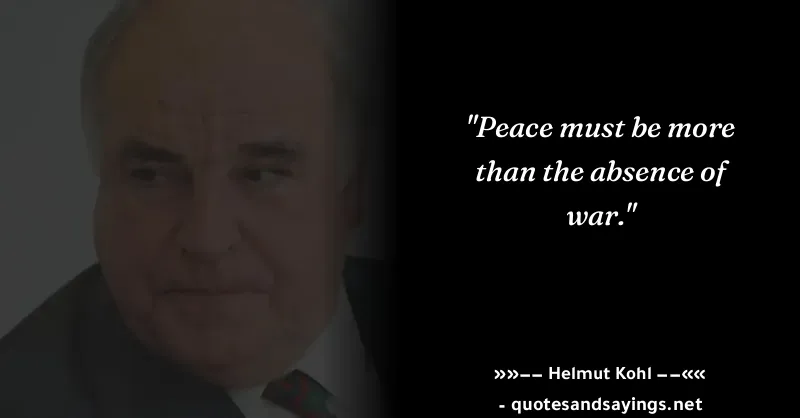 "Peace must be more
than the absence of
war."
»»−− Helmut Kohl −−««
- quotesandsayings.net